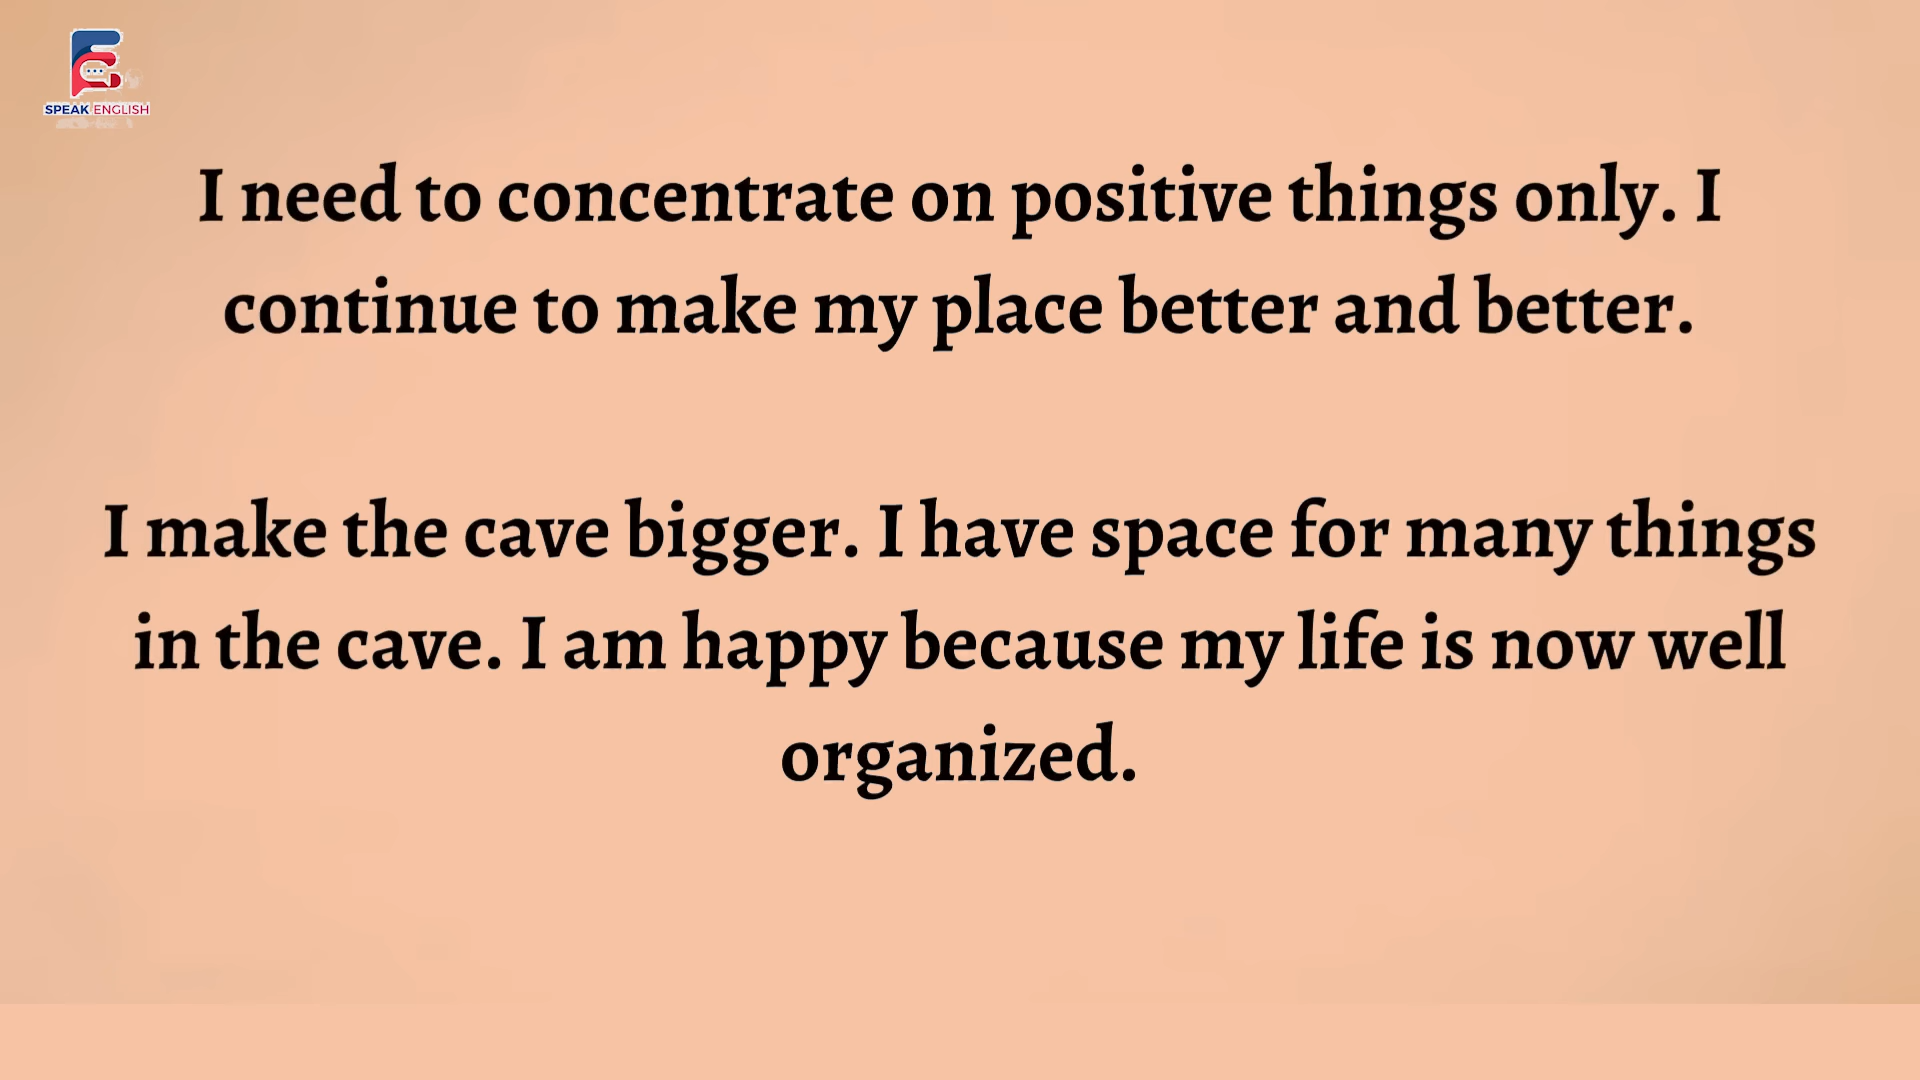 SPEAK ENGLISH
I need to concentrate on positive things only. I
continue to make my place better and better.
I make the cave bigger. I have space for many things
in the cave. I am happy because my life is now well
organized.